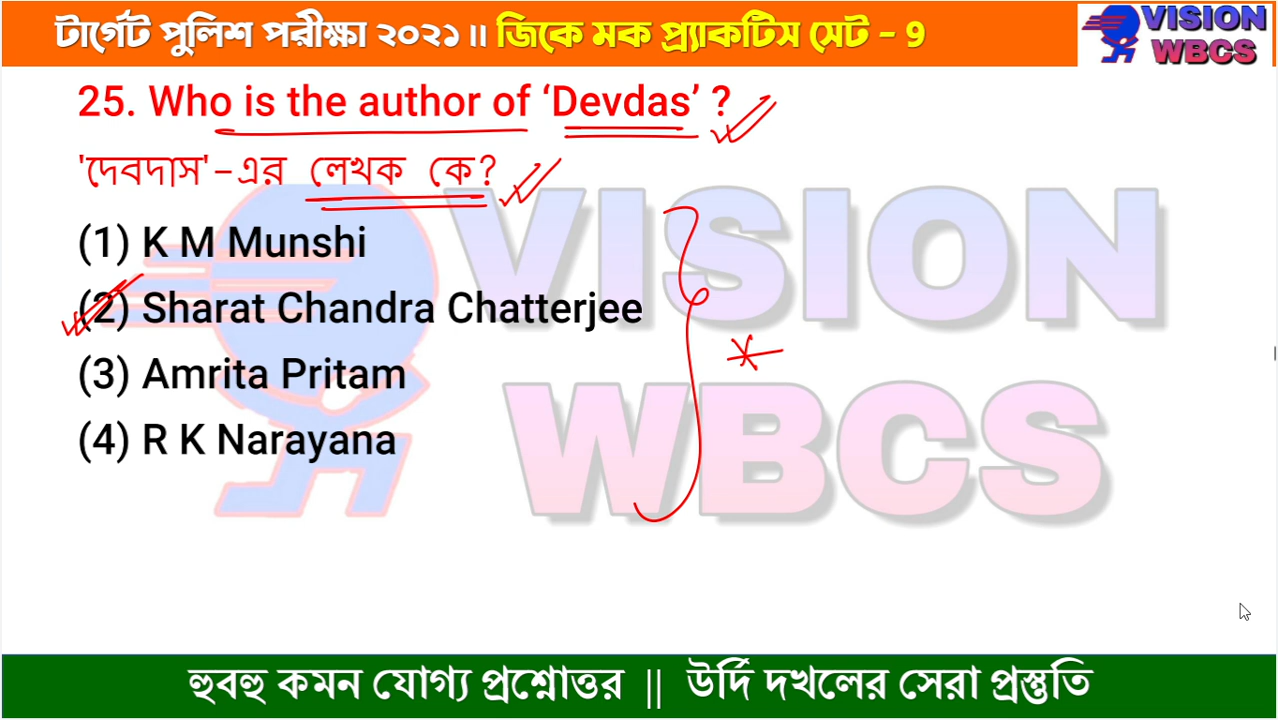 টার্গেট পুলিশ পরীক্ষা ২০২১ ॥ জিকে মক প্র্যাকটিস সেট - 9
VISION
WBCS
25. Who is the author of ‘Devdas’ ?
'দেবদাস'-এর লেখক কে?
(1) K M Munshi
(2) Sharat Chandra Chatterjee
(3) Amrita Pritam
(4) R K Narayana
VISION
WBCS
হুবহু কমন যোগ্য প্রশ্নোত্তর || উর্দি দখলের সেরা প্রস্তুতি